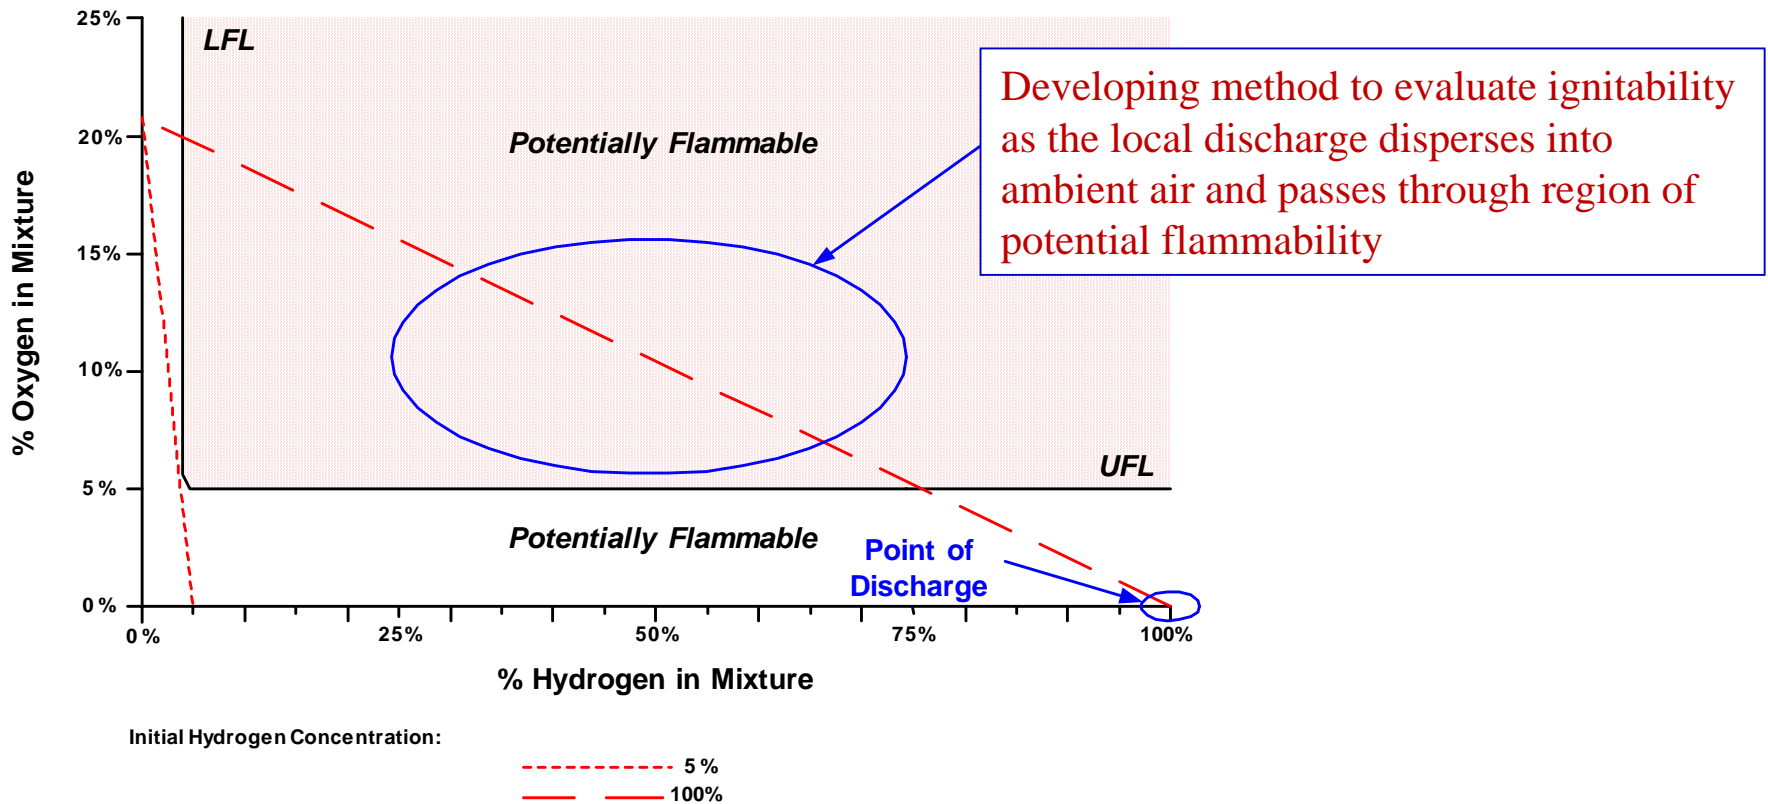 25%
LFL
Developing method to evaluate ignitability
as the local discharge disperses into
ambient air and passes through region of
potential flammability
20%
Potentially Flammable
15%
% Oxygen in Mixture
10%
UFL
5%
Potentially Flammable
Point of
Discharge
0%
0%
25%
50%
75%
100%
% Hydrogen in Mixture
Initial Hydrogen Concentration:
5%
100%